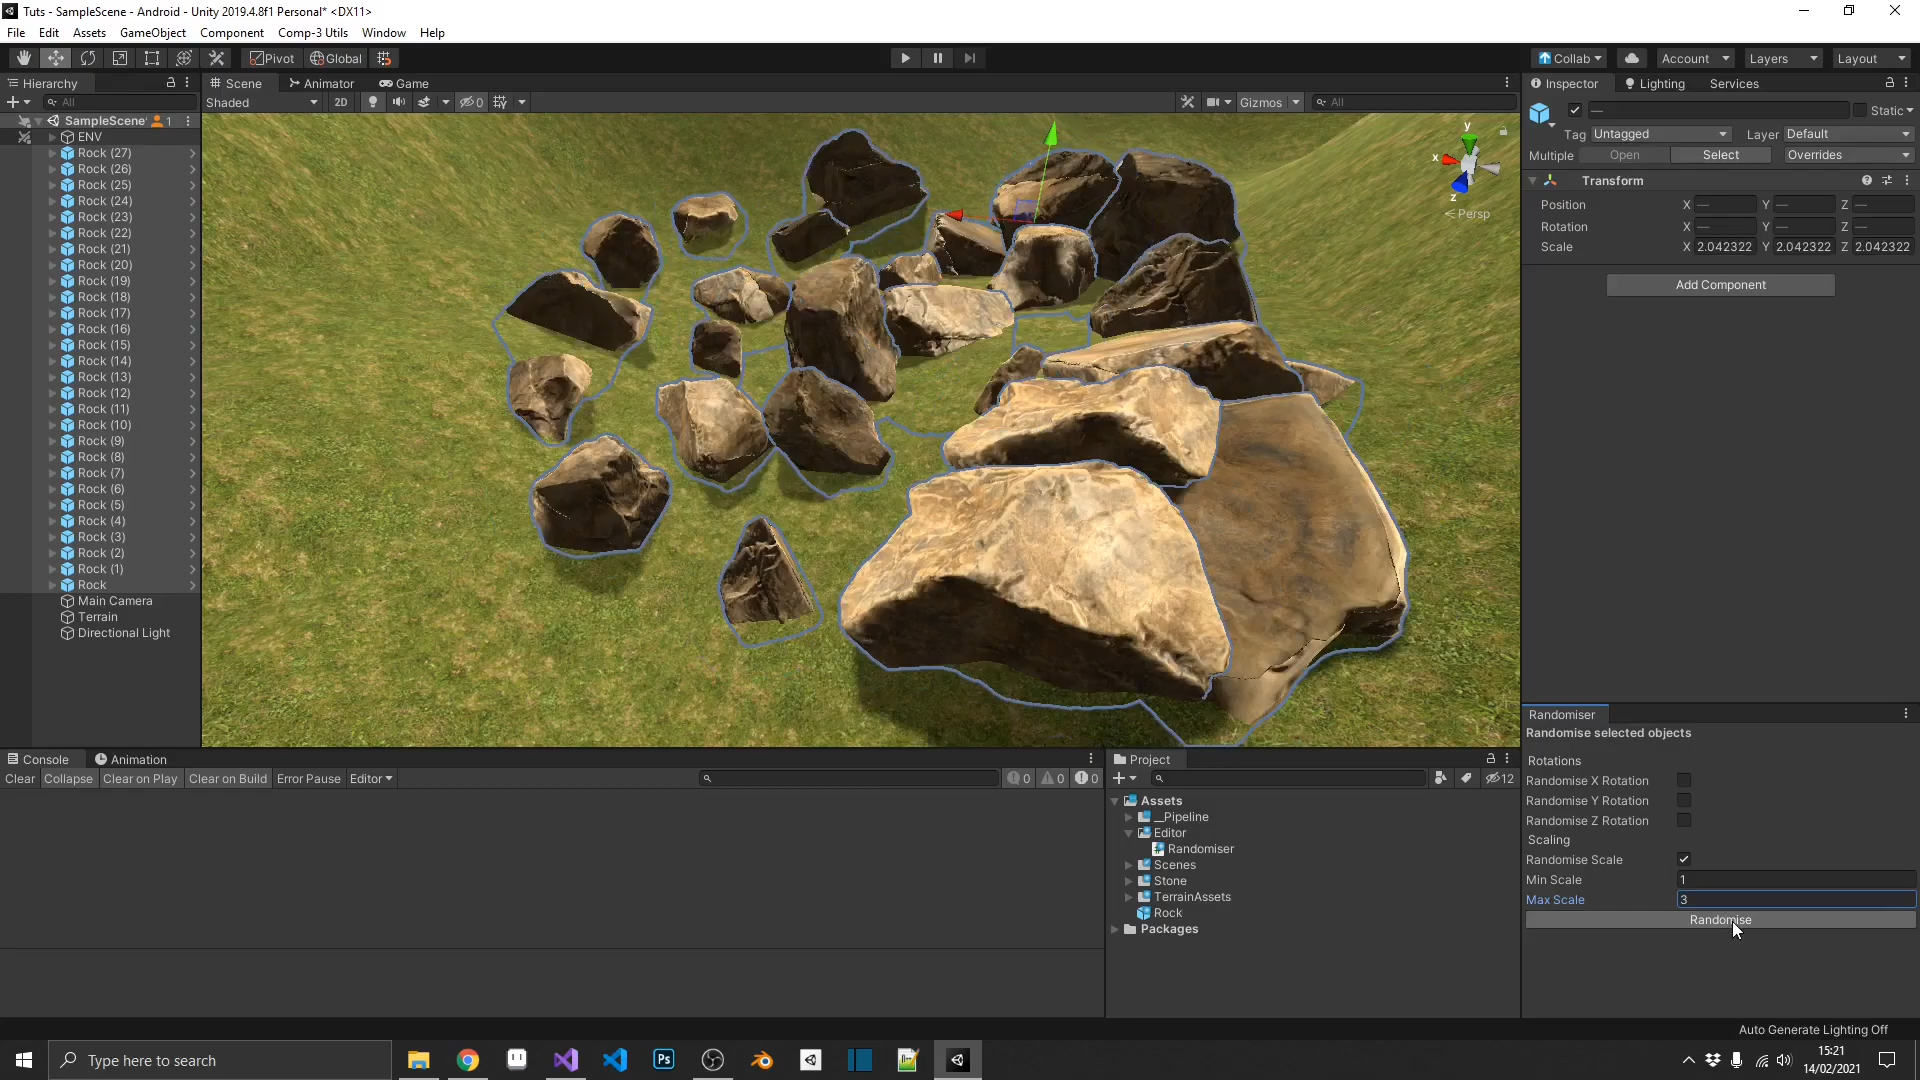 Tuts - SampleScene - Android - Unity 2019.4.8f1 Personal* <DX11>
File Edit Assets GameObject Component Comp-3 Utils Window Help
Pivot Global Collab Account Layers Layout
Hierarchy Scene Animator Game Inspector Lighting Services
All Shaded 2D 0 Gizmos All Static
SampleScene* 1
ENV
Rock (27)
Rock (26)
Rock (25)
Rock (24)
Rock (23)
Rock (22)
Rock (21)
Rock (20)
Rock (19)
Rock (18)
Rock (17)
Rock (16)
Rock (15)
Rock (14)
Rock (13)
Rock (12)
Rock (11)
Rock (10)
Rock (9)
Rock (8)
Rock (7)
Rock (6)
Rock (5)
Rock (4)
Rock (3)
Rock (2)
Rock (1)
Rock
Main Camera
Terrain
Directional Light
y
x
z
Persp
Tag Untagged Layer Default
Multiple Open Select Overrides
Transform
Position X — Y — Z —
Rotation X — Y — Z —
Scale X 2.042322 Y 2.042322 Z 2.042322
Add Component
Randomiser
Randomise selected objects
Rotations
Randomise X Rotation
Randomise Y Rotation
Randomise Z Rotation
Scaling
Randomise Scale
Min Scale 1
Max Scale 3
Randomise
Console Animation
Clear Collapse Clear on Play Clear on Build Error Pause Editor 0 0 0
Project
12
Assets
__Pipeline
Editor
Randomiser
Scenes
Stone
TerrainAssets
Rock
Packages
Auto Generate Lighting Off
Type here to search
Ps
15:21
14/02/2021